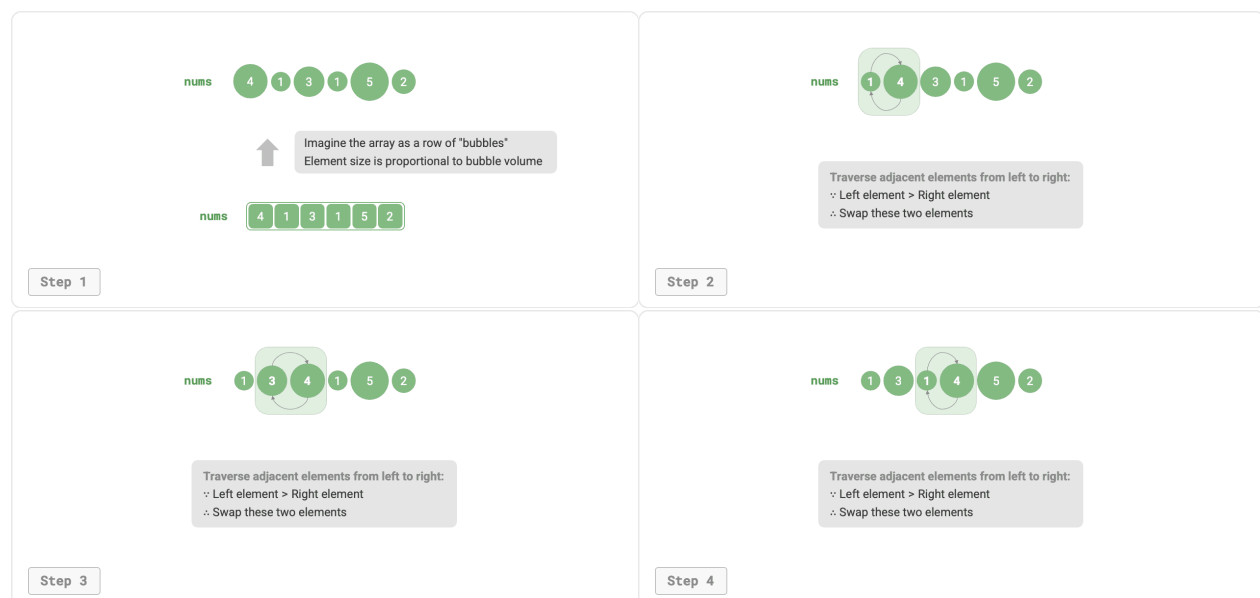 nums 4 1 3 1 5 2
Imagine the array as a row of "bubbles"
Element size is proportional to bubble volume
nums 4 1 3 1 5 2
Step 1
nums 1 4 3 1 5 2
Traverse adjacent elements from left to right:
∵ Left element > Right element
∴ Swap these two elements
Step 2
nums 1 3 4 1 5 2
Traverse adjacent elements from left to right:
∵ Left element > Right element
∴ Swap these two elements
Step 3
nums 1 3 1 4 5 2
Traverse adjacent elements from left to right:
∵ Left element > Right element
∴ Swap these two elements
Step 4